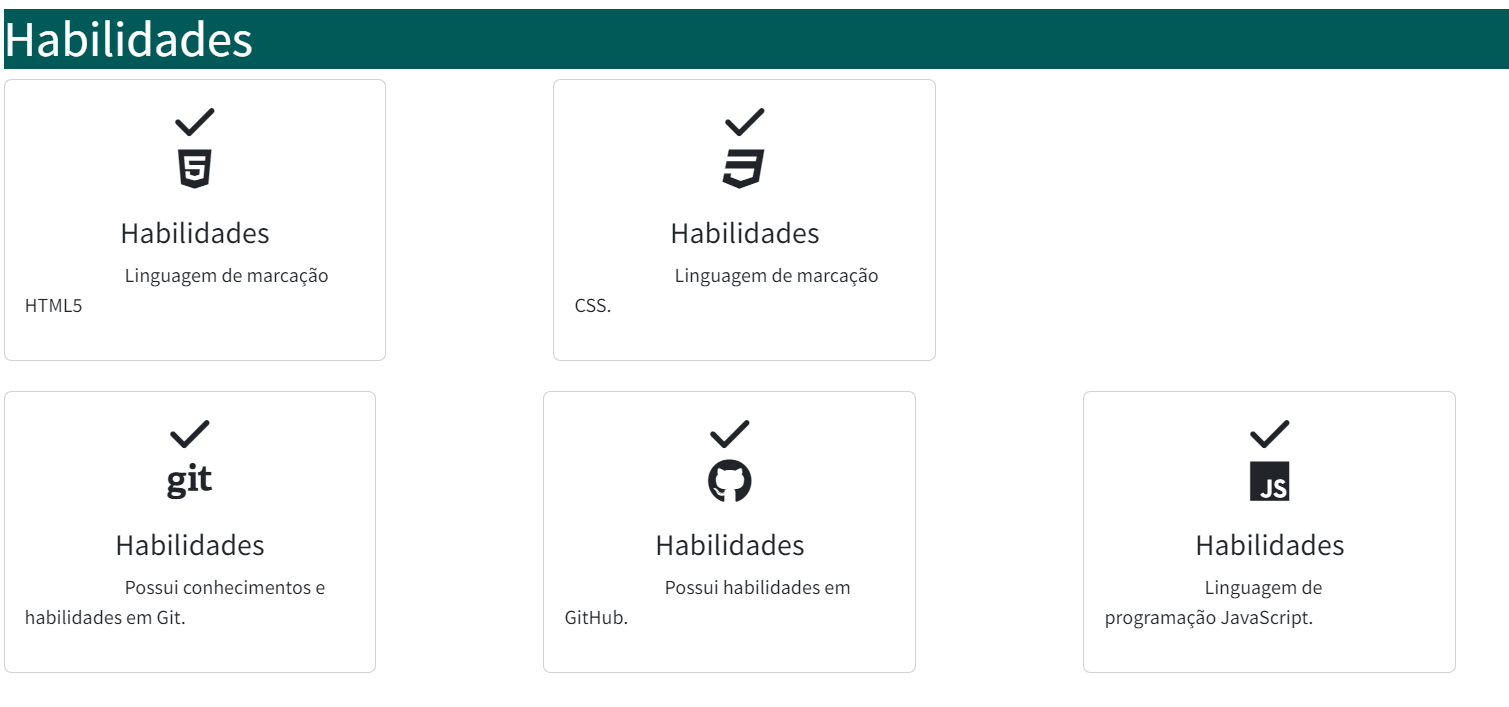 Habilidades
5
Habilidades
Linguagem de marcação
HTML5
3
Habilidades
Linguagem de marcação
CSS.
git
Habilidades
Possui conhecimentos e
habilidades em Git.
Habilidades
Possui habilidades em
GitHub.
JS
Habilidades
Linguagem de
programação JavaScript.